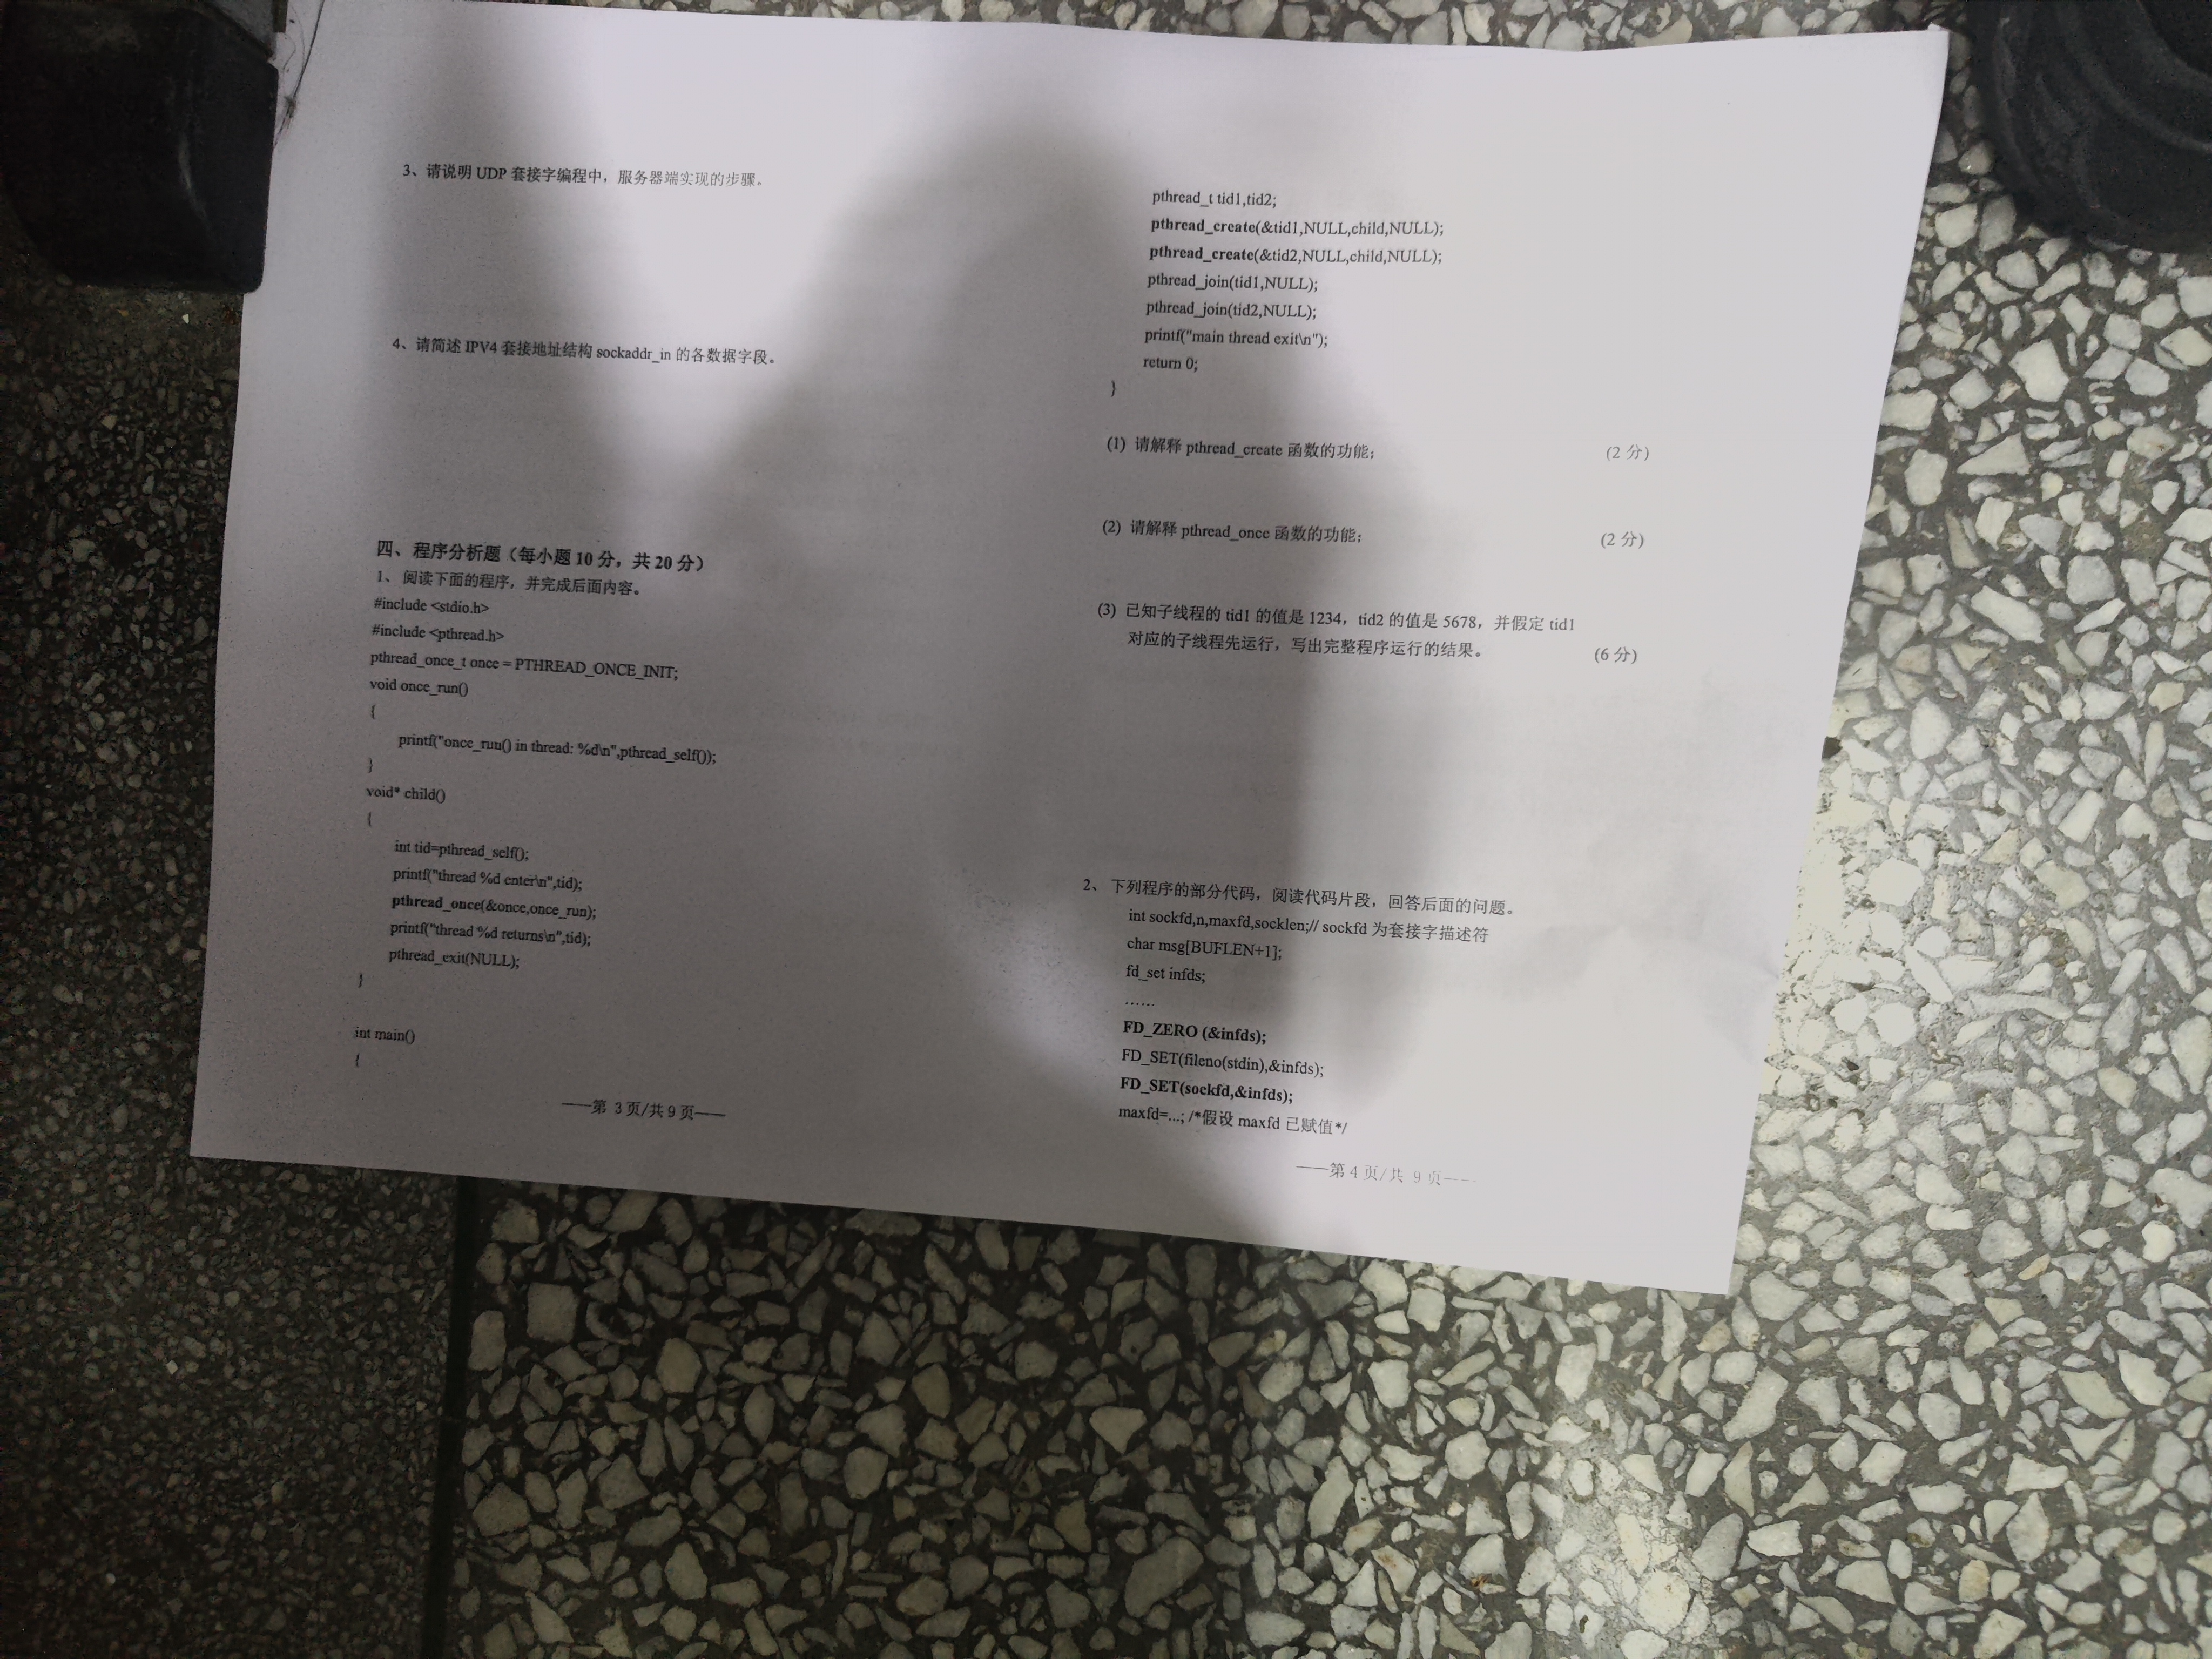 3、请说明 UDP 套接字编程中，服务器端实现的步骤。
4、请简述 IPV4 套接地址结构 sockaddr_in 的各数据字段。
四、程序分析题（每小题 10 分，共 20 分）
1、 阅读下面的程序，并完成后面内容。
#include <stdio.h>
#include <pthread.h>
pthread_once_t once = PTHREAD_ONCE_INIT;
void once_run()
{
printf("once_run() in thread: %d\n",pthread_self());
}
void* child()
{
int tid=pthread_self();
printf("thread %d enter\n",tid);
pthread_once(&once,once_run);
printf("thread %d returns\n",tid);
pthread_exit(NULL);
}
int main()
{
——第 3 页/共 9 页——
pthread_t tid1,tid2;
pthread_create(&tid1,NULL,child,NULL);
pthread_create(&tid2,NULL,child,NULL);
pthread_join(tid1,NULL);
pthread_join(tid2,NULL);
printf("main thread exit\n");
return 0;
}
(1) 请解释 pthread_create 函数的功能； (2 分)
(2) 请解释 pthread_once 函数的功能； (2 分)
(3) 已知子线程的 tid1 的值是 1234，tid2 的值是 5678，并假定 tid1
对应的子线程先运行，写出完整程序运行的结果。 (6 分)
2、 下列程序的部分代码，阅读代码片段，回答后面的问题。
int sockfd,n,maxfd,socklen;// sockfd 为套接字描述符
char msg[BUFLEN+1];
fd_set infds;
……
FD_ZERO (&infds);
FD_SET(fileno(stdin),&infds);
FD_SET(sockfd,&infds);
maxfd=...; /*假设 maxfd 已赋值*/
——第 4 页/共 9 页——